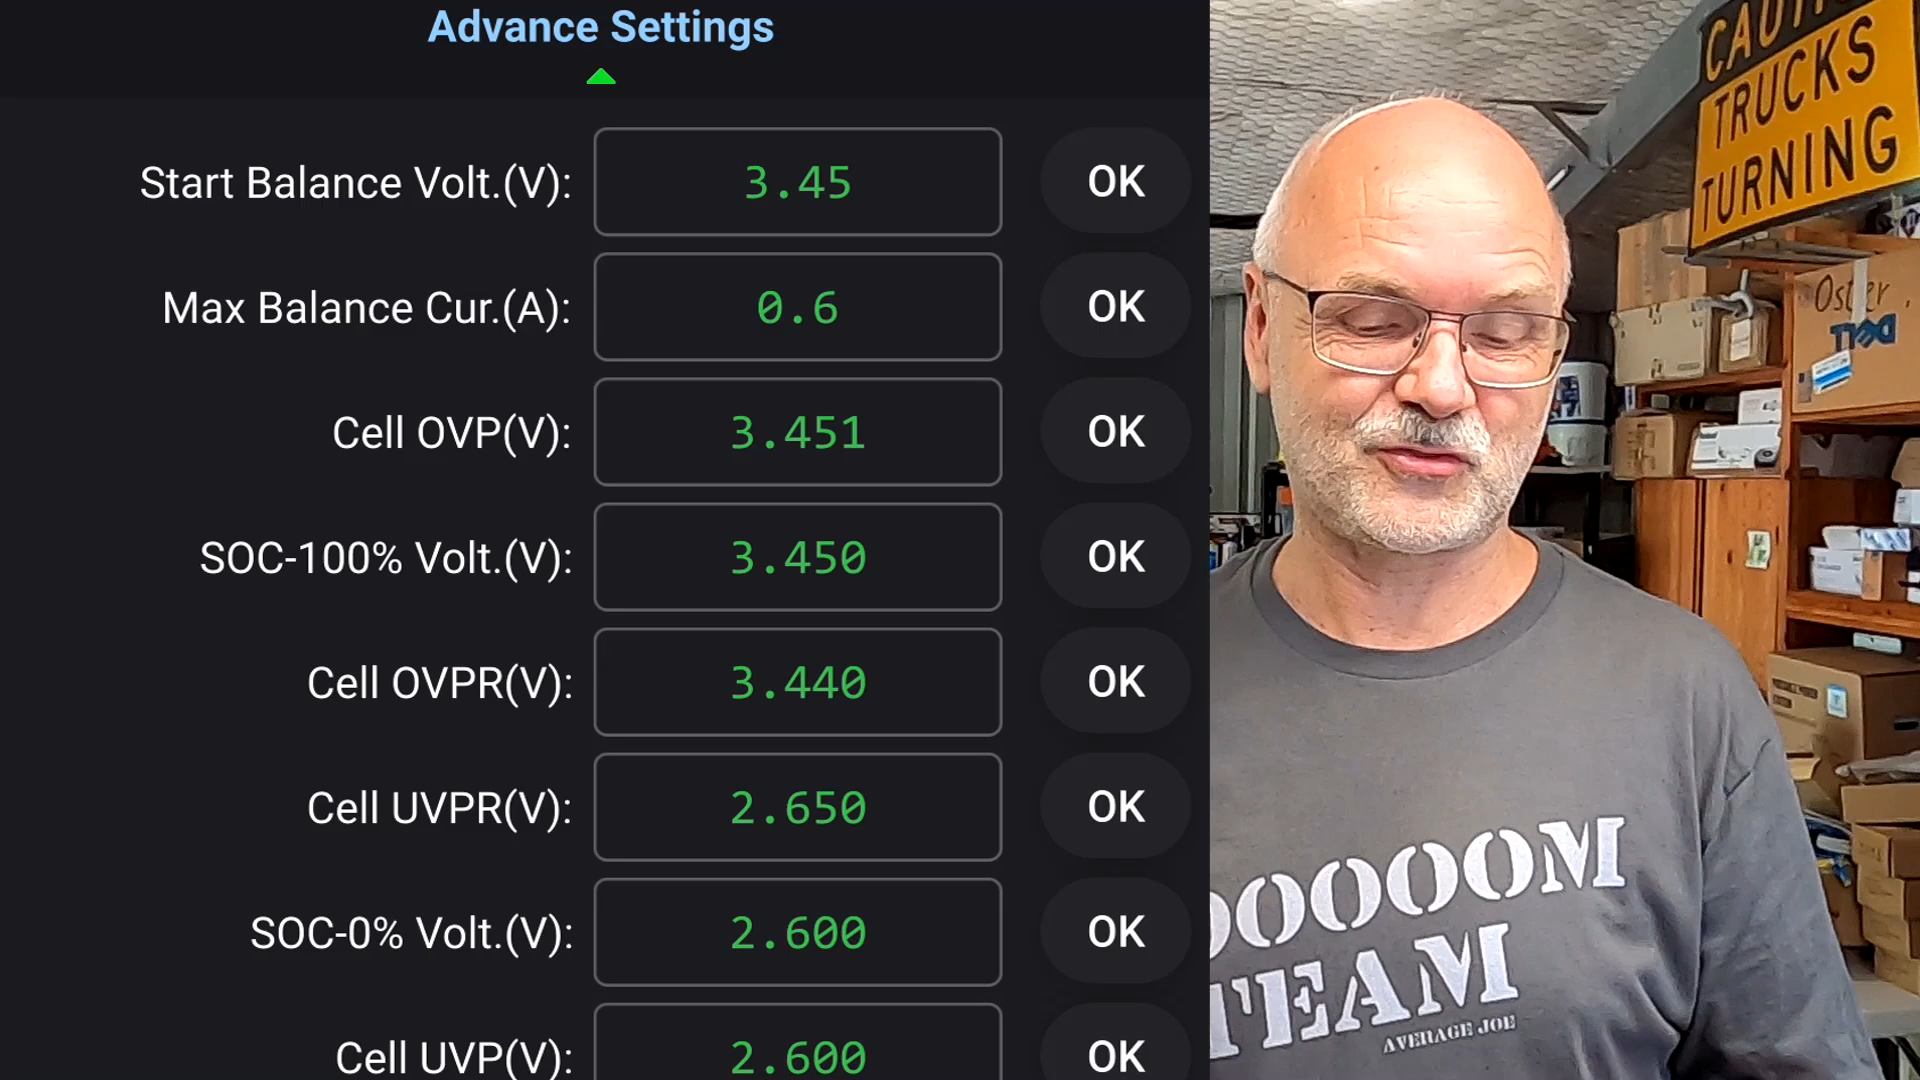 Advance Settings
Start Balance Volt.(V): 3.45 OK
Max Balance Cur.(A): 0.6 OK
Cell OVP(V): 3.451 OK
SOC-100% Volt.(V): 3.450 OK
Cell OVPR(V): 3.440 OK
Cell UVPR(V): 2.650 OK
SOC-0% Volt.(V): 2.600 OK
Cell UVP(V): 2.600 OK
TRUCKS
TURNING
DELL
OOOOOM
TEAM
AVERAGE JOE